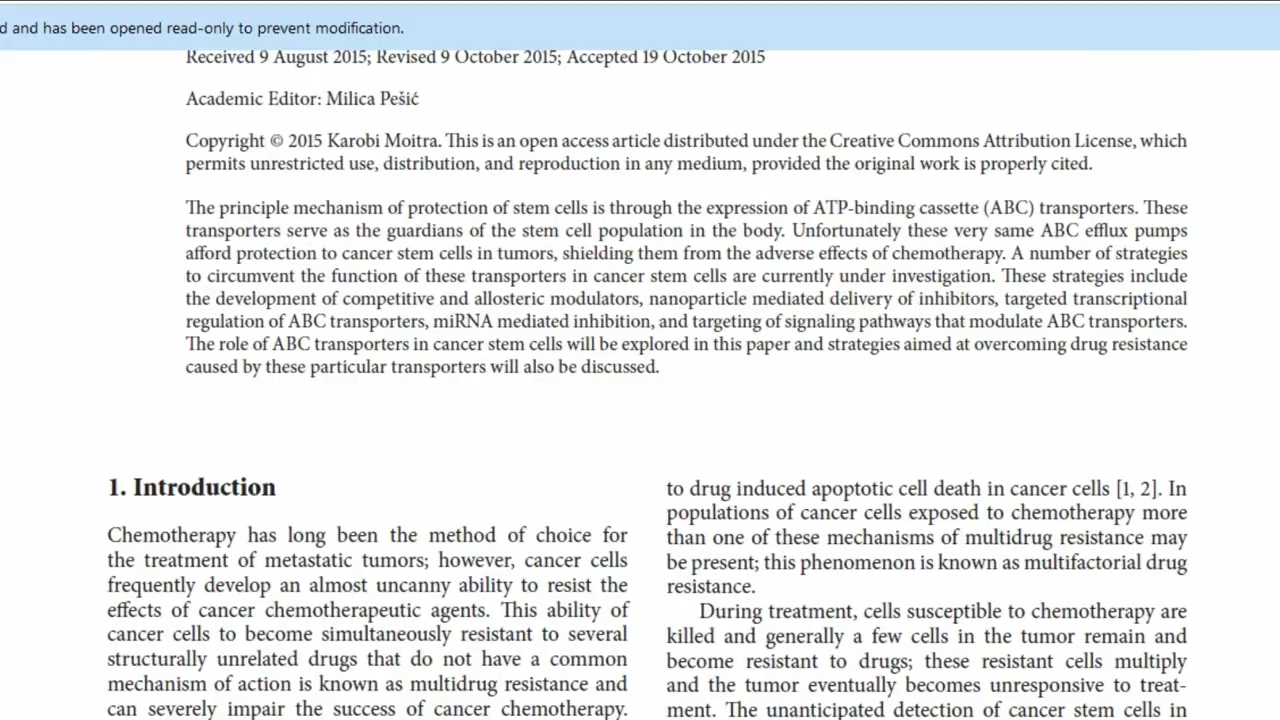 d and has been opened read-only to prevent modification.
Received 9 August 2015; Revised 9 October 2015; Accepted 19 October 2015
Academic Editor: Milica Pešić
Copyright © 2015 Karobi Moitra. This is an open access article distributed under the Creative Commons Attribution License, which
permits unrestricted use, distribution, and reproduction in any medium, provided the original work is properly cited.
The principle mechanism of protection of stem cells is through the expression of ATP-binding cassette (ABC) transporters. These
transporters serve as the guardians of the stem cell population in the body. Unfortunately these very same ABC efflux pumps
afford protection to cancer stem cells in tumors, shielding them from the adverse effects of chemotherapy. A number of strategies
to circumvent the function of these transporters in cancer stem cells are currently under investigation. These strategies include
the development of competitive and allosteric modulators, nanoparticle mediated delivery of inhibitors, targeted transcriptional
regulation of ABC transporters, miRNA mediated inhibition, and targeting of signaling pathways that modulate ABC transporters.
The role of ABC transporters in cancer stem cells will be explored in this paper and strategies aimed at overcoming drug resistance
caused by these particular transporters will also be discussed.
1. Introduction
Chemotherapy has long been the method of choice for
the treatment of metastatic tumors; however, cancer cells
frequently develop an almost uncanny ability to resist the
effects of cancer chemotherapeutic agents. This ability of
cancer cells to become simultaneously resistant to several
structurally unrelated drugs that do not have a common
mechanism of action is known as multidrug resistance and
can severely impair the success of cancer chemotherapy.
to drug induced apoptotic cell death in cancer cells [1, 2]. In
populations of cancer cells exposed to chemotherapy more
than one of these mechanisms of multidrug resistance may
be present; this phenomenon is known as multifactorial drug
resistance.
During treatment, cells susceptible to chemotherapy are
killed and generally a few cells in the tumor remain and
become resistant to drugs; these resistant cells multiply
and the tumor eventually becomes unresponsive to treat-
ment. The unanticipated detection of cancer stem cells in